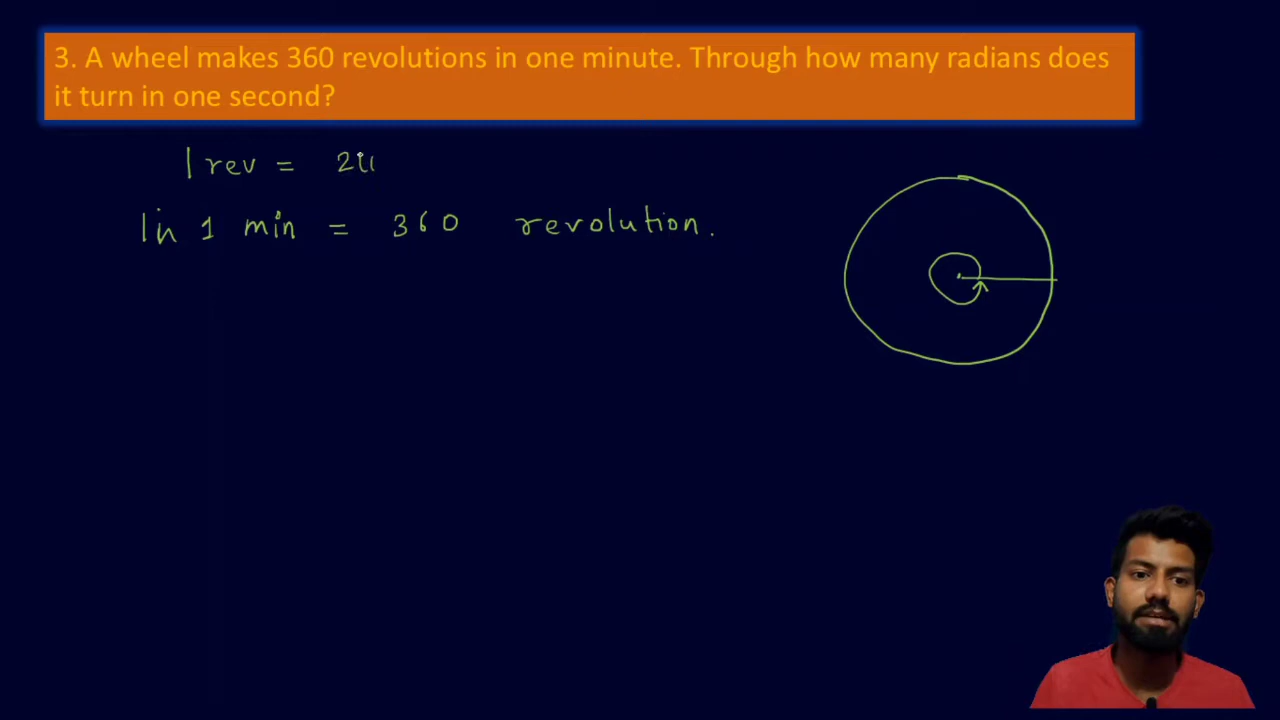 3. A wheel makes 360 revolutions in one minute. Through how many radians does
it turn in one second?
1 rev = 2π
In 1 min = 360 revolution.